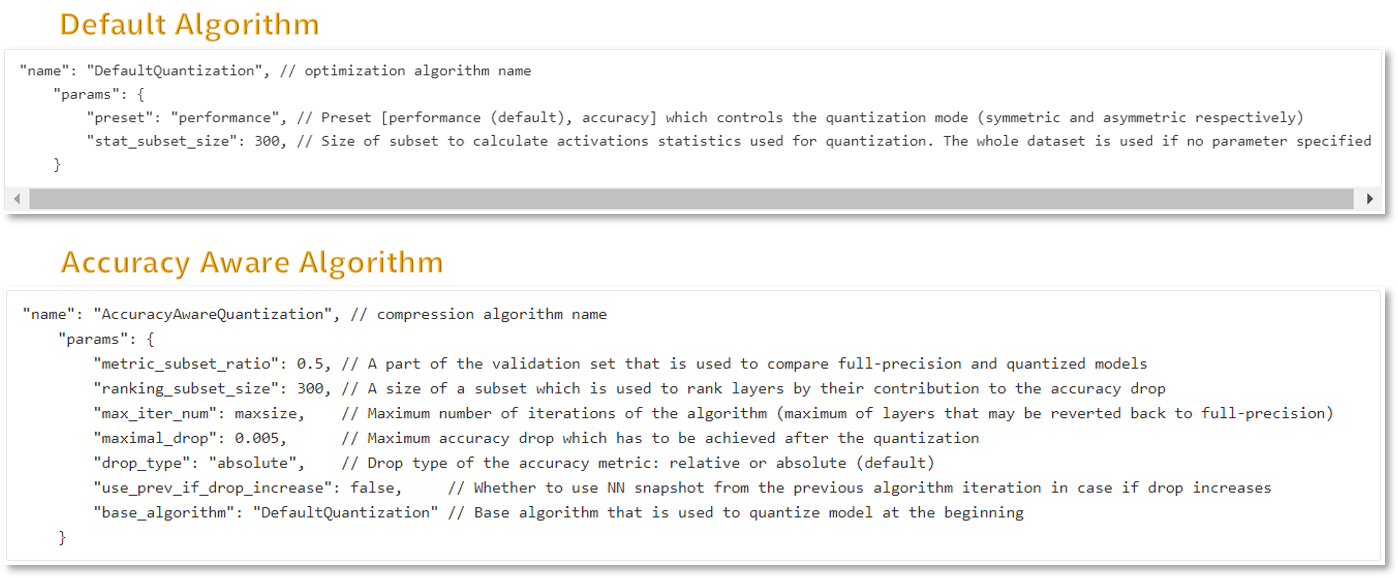 Default Algorithm
"name": "DefaultQuantization", // optimization algorithm name
"params": {
"preset": "performance", // Preset [performance (default), accuracy] which controls the quantization mode (symmetric and asymmetric respectively)
"stat_subset_size": 300, // Size of subset to calculate activations statistics used for quantization. The whole dataset is used if no parameter specified
}
Accuracy Aware Algorithm
"name": "AccuracyAwareQuantization", // compression algorithm name
"params": {
"metric_subset_ratio": 0.5, // A part of the validation set that is used to compare full-precision and quantized models
"ranking_subset_size": 300, // A size of a subset which is used to rank layers by their contribution to the accuracy drop
"max_iter_num": maxsize, // Maximum number of iterations of the algorithm (maximum of layers that may be reverted back to full-precision)
"maximal_drop": 0.005, // Maximum accuracy drop which has to be achieved after the quantization
"drop_type": "absolute", // Drop type of the accuracy metric: relative or absolute (default)
"use_prev_if_drop_increase": false, // Whether to use NN snapshot from the previous algorithm iteration in case if drop increases
"base_algorithm": "DefaultQuantization" // Base algorithm that is used to quantize model at the beginning
}